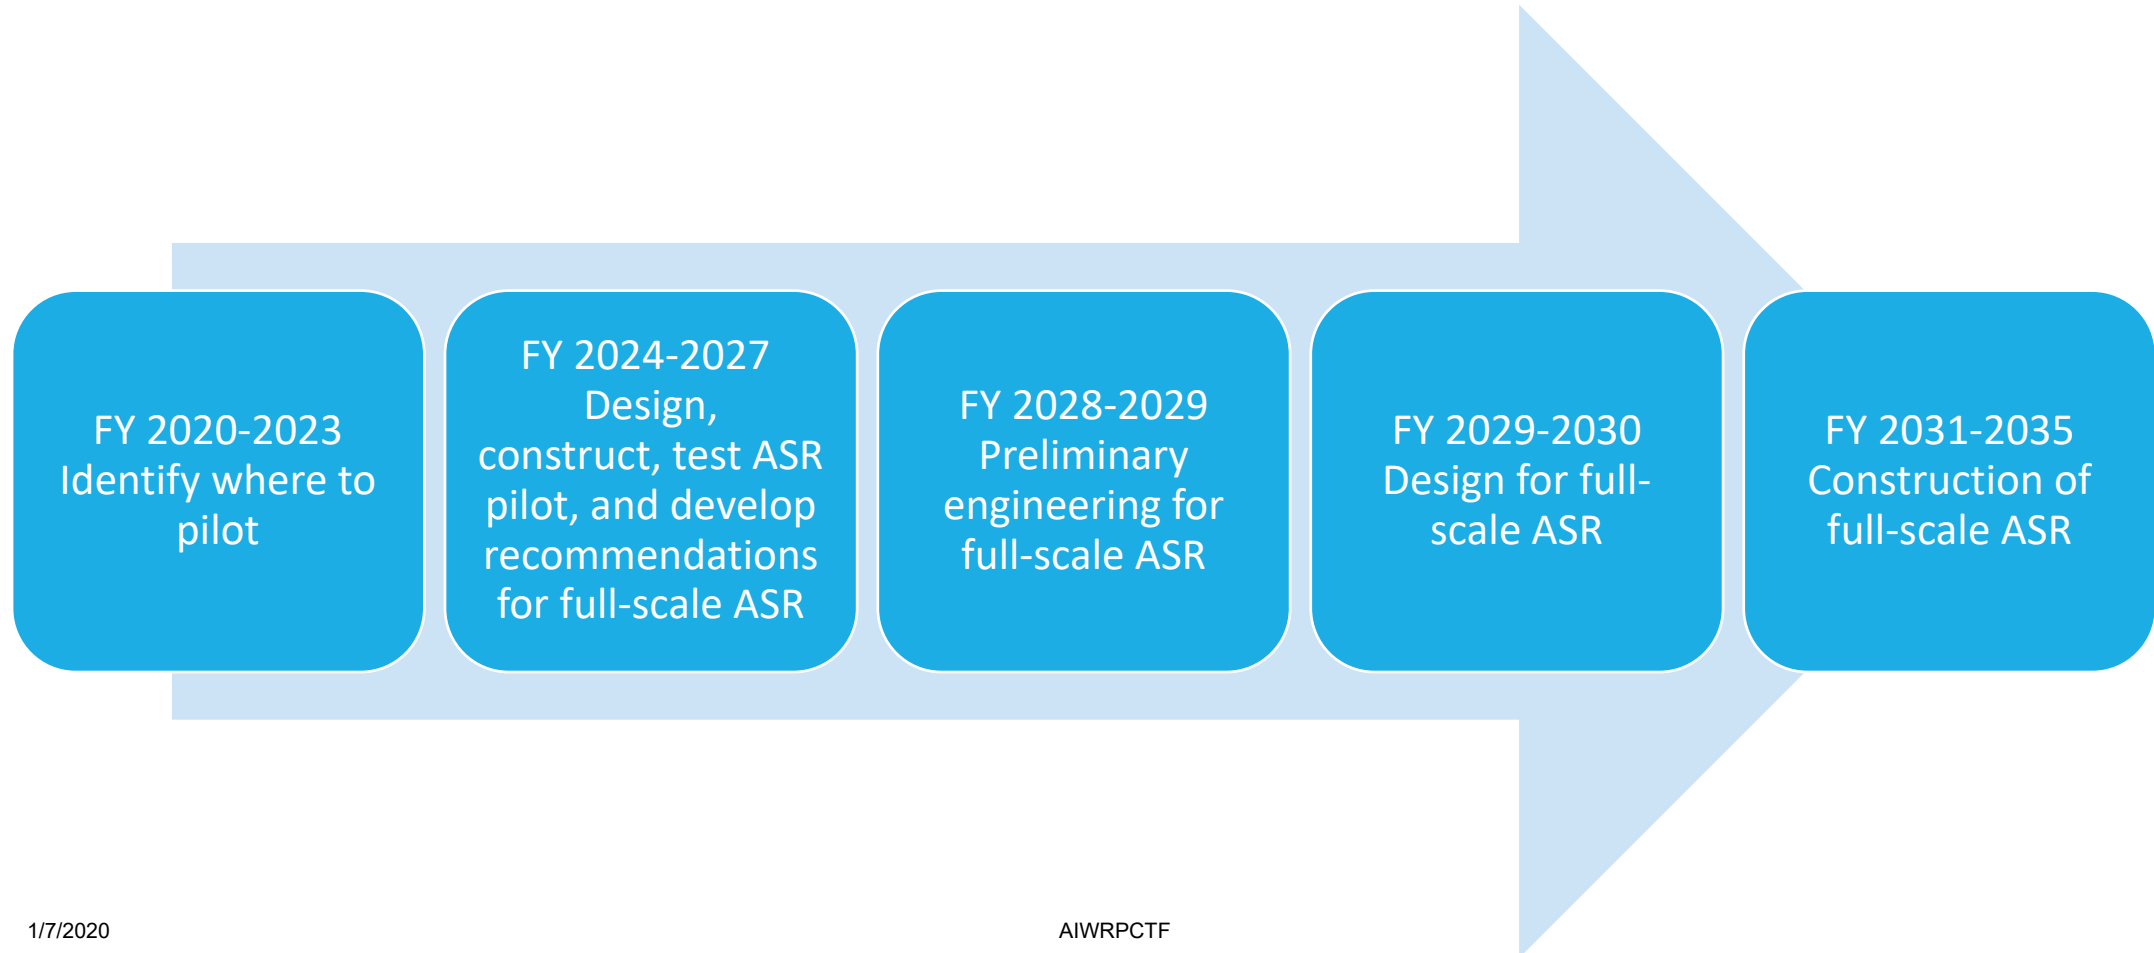 FY 2020-2023
Identify where to
pilot
FY 2024-2027
Design,
construct, test ASR
pilot, and develop
recommendations
for full-scale ASR
FY 2028-2029
Preliminary
engineering for
full-scale ASR
FY 2029-2030
Design for full-
scale ASR
FY 2031-2035
Construction of
full-scale ASR
1/7/2020
AIWRPCTF